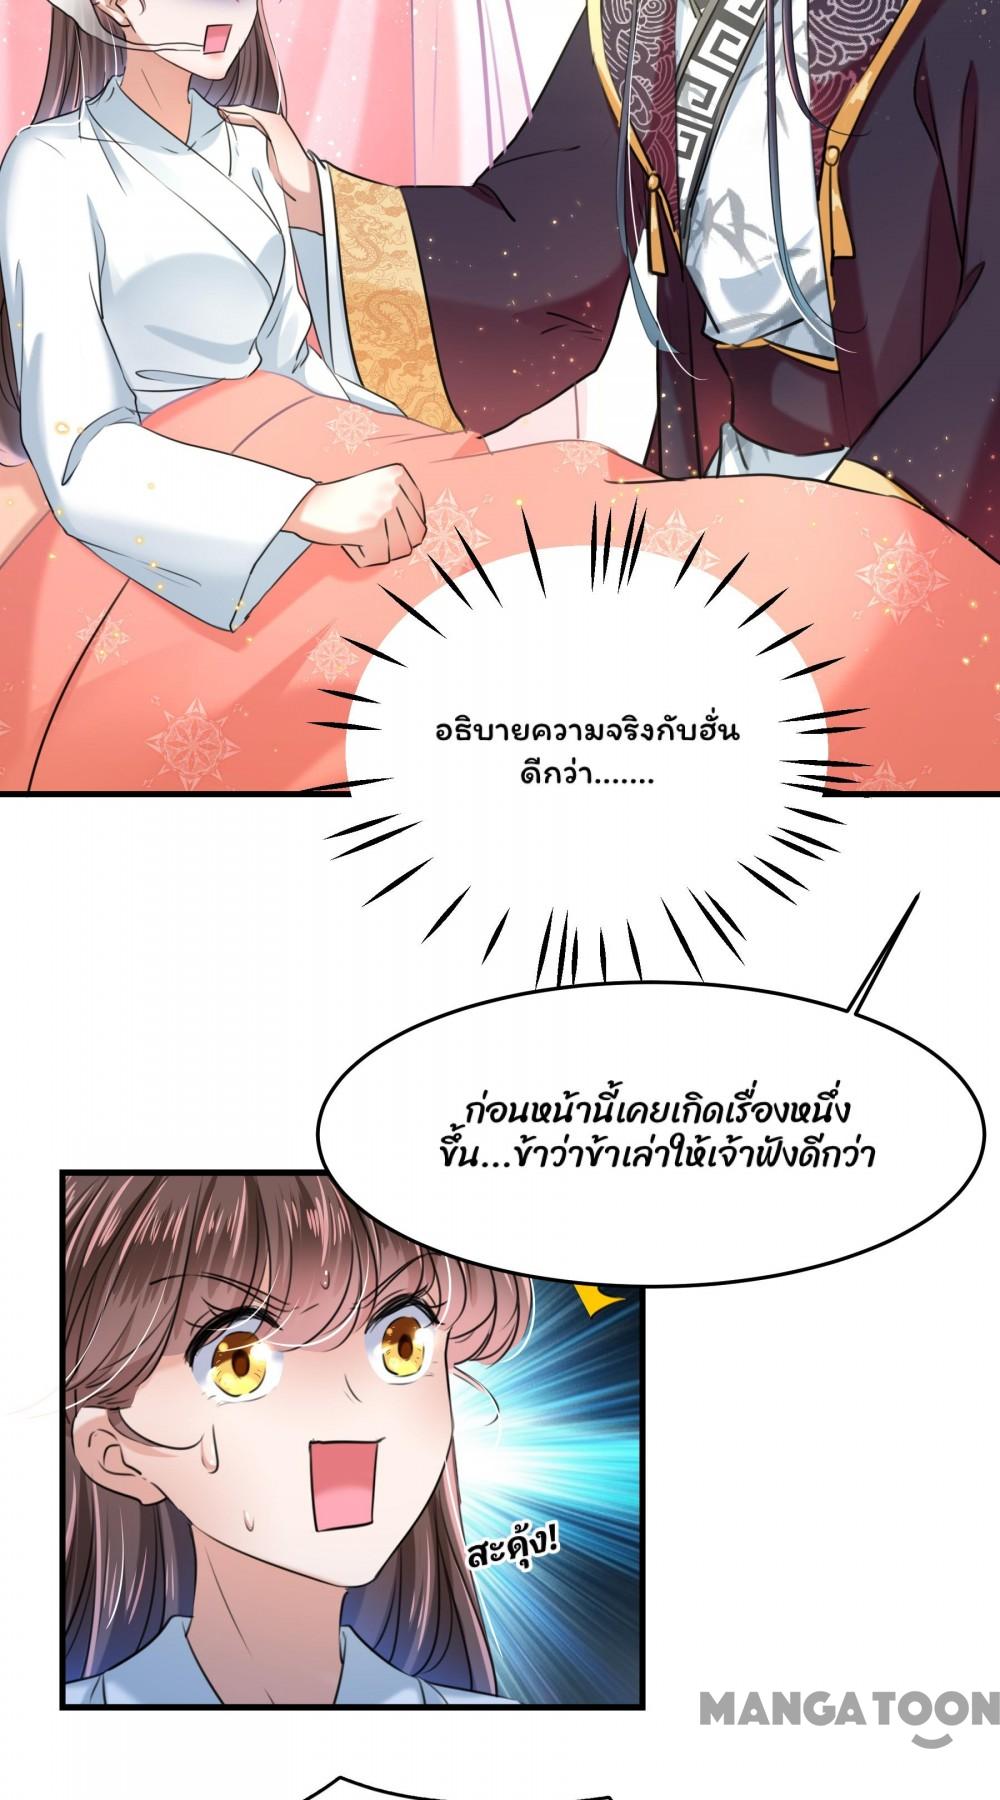 อธิบายความจริงกับฮั่น
ดีกว่า.......
ก่อนหน้านี้เคยเกิดเรื่องหนึ่ง
ขึ้น...ข้าว่าข้าเล่าให้เจ้าฟังดีกว่า
สะดุ้ง!
MANGATOON